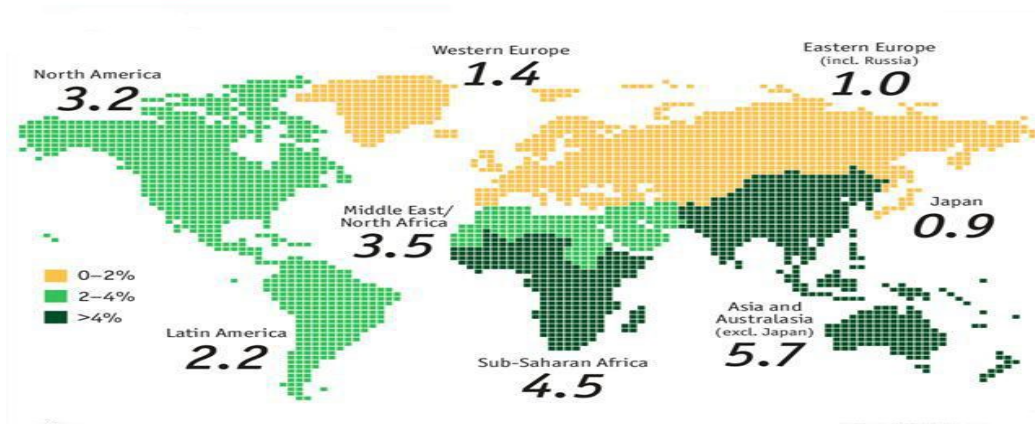 Western Europe
1.4
Eastern Europe
(incl. Russia)
1.0
North America
3.2
Middle East/
North Africa
3.5
Japan
0.9
0–2%
2–4%
>4%
Latin America
2.2
Sub-Saharan Africa
4.5
Asia and
Australasia
(excl. Japan)
5.7